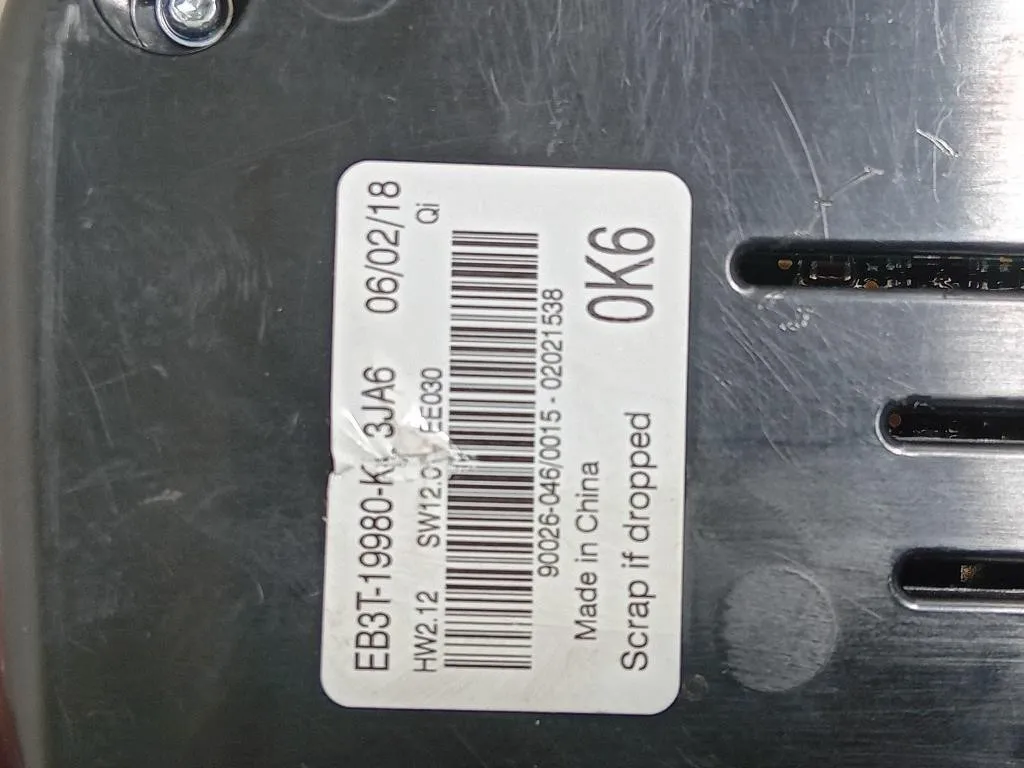 EB3T-19980-K 3JA6 06/02/18
HW2.12 SW12.0 EE030 Qi
90026-046/0015 - 02021538
Made in China
Scrap if dropped 0K6